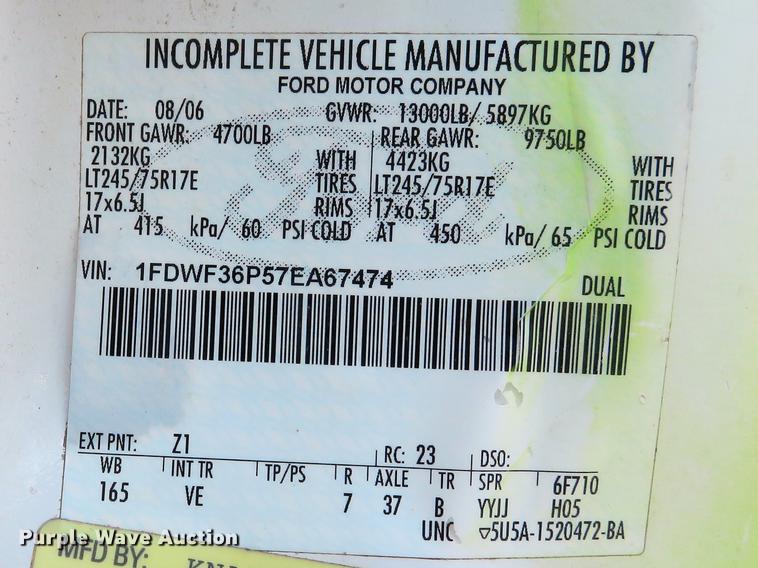 INCOMPLETE VEHICLE MANUFACTURED BY
FORD MOTOR COMPANY
DATE: 08/06 GVWR: 13000LB/ 5897KG
FRONT GAWR: 4700LB REAR GAWR: 9750LB
2132KG WITH 4423KG WITH
LT245/75R17E TIRES LT245/75R17E TIRES
17x6.5J RIMS 17x6.5J RIMS
AT 415 kPa/ 60 PSI COLD AT 450 kPa/ 65 PSI COLD
VIN: 1FDWF36P57EA67474 DUAL
EXT PNT: Z1 RC: 23 DSO:
WB INT TR TP/PS R AXLE TR SPR 6F710
165 VE 7 37 B YYJJ H05
UNC ▽5U5A-1520472-BA
Purple Wave Auction
MFD BY: